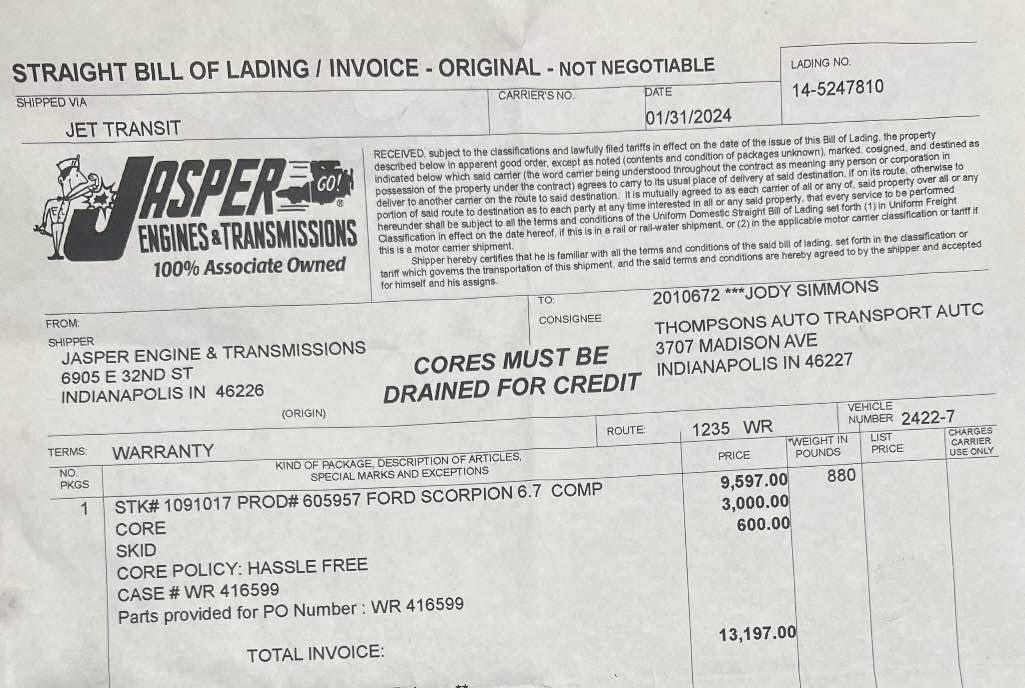 STRAIGHT BILL OF LADING / INVOICE - ORIGINAL - NOT NEGOTIABLE
LADING NO.
14-5247810
SHIPPED VIA
JET TRANSIT
CARRIER'S NO.
DATE
01/31/2024
JASPER
GO!
®
ENGINES & TRANSMISSIONS
100% Associate Owned
RECEIVED, subject to the classifications and lawfully filed tariffs in effect on the date of the issue of this Bill of Lading, the property
described below in apparent good order, except as noted (contents and condition of packages unknown), marked, cosigned, and destined as
indicated below which said carrier (the word carrier being understood throughout the contract as meaning any person or corporation in
possession of the property under the contract) agrees to carry to its usual place of delivery at said destination, if on its route, otherwise to
deliver to another carrier on the route to said destination. It is mutually agreed to as each carrier of all or any of, said property over all or any
portion of said route to destination as to each party at any time interested in all or any said property, that every service to be performed
hereunder shall be subject to all the terms and conditions of the Uniform Domestic Straight Bill of Lading set forth (1) in Uniform Freight
Classification in effect on the date hereof, if this is in a rail or rail-water shipment, or (2) in the applicable motor carrier classification or tariff if
this is a motor carrier shipment.
Shipper hereby certifies that he is familiar with all the terms and conditions of the said bill of lading, set forth in the classification or
tariff which governs the transportation of this shipment, and the said terms and conditions are hereby agreed to by the shipper and accepted
for himself and his assigns.
FROM:
SHIPPER
JASPER ENGINE & TRANSMISSIONS
6905 E 32ND ST
INDIANAPOLIS IN 46226
(ORIGIN)
CORES MUST BE
DRAINED FOR CREDIT
TO:
CONSIGNEE
2010672 ***JODY SIMMONS
THOMPSONS AUTO TRANSPORT AUTC
3707 MADISON AVE
INDIANAPOLIS IN 46227
TERMS: WARRANTY
ROUTE: 1235 WR
VEHICLE
NUMBER 2422-7
NO.
PKGS
KIND OF PACKAGE, DESCRIPTION OF ARTICLES,
SPECIAL MARKS AND EXCEPTIONS
PRICE
*WEIGHT IN
POUNDS
LIST
PRICE
CHARGES
CARRIER
USE ONLY
1 STK# 1091017 PROD# 605957 FORD SCORPION 6.7 COMP 9,597.00 880
CORE 3,000.00
SKID 600.00
CORE POLICY: HASSLE FREE
CASE # WR 416599
Parts provided for PO Number : WR 416599
TOTAL INVOICE: 13,197.00